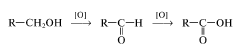 R—CH₂OH —[O]→ R—C—H —[O]→ R—C—OH
‖ ‖
O O